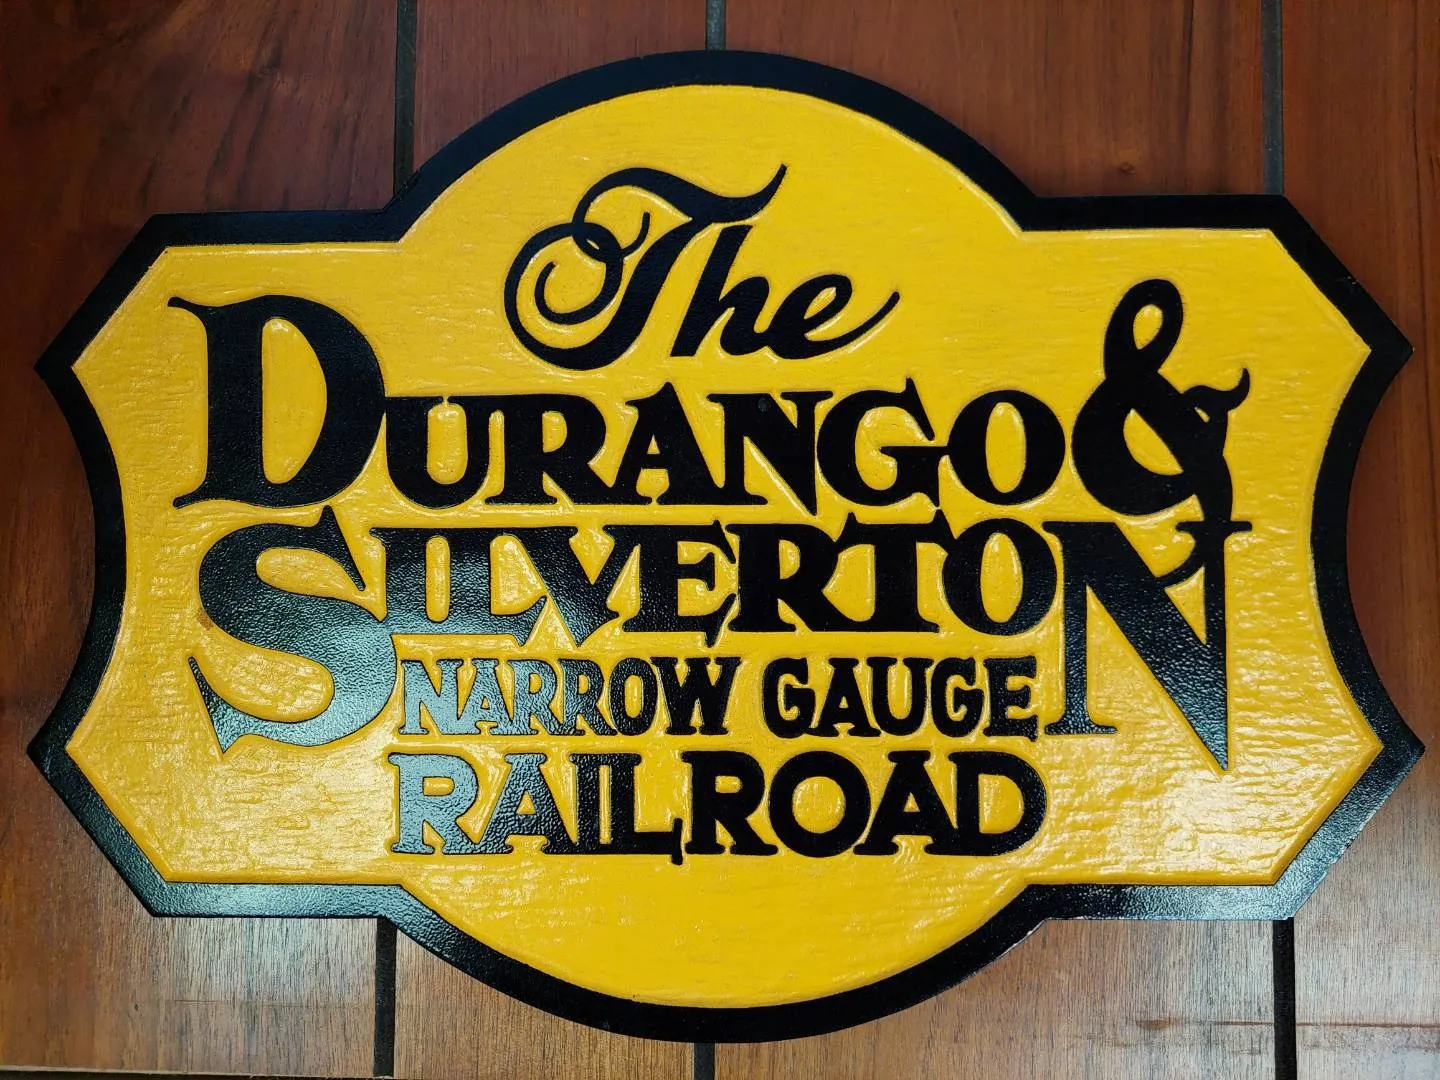 The
DURANGO &
SILVERTON
NARROW GAUGE
RAILROAD